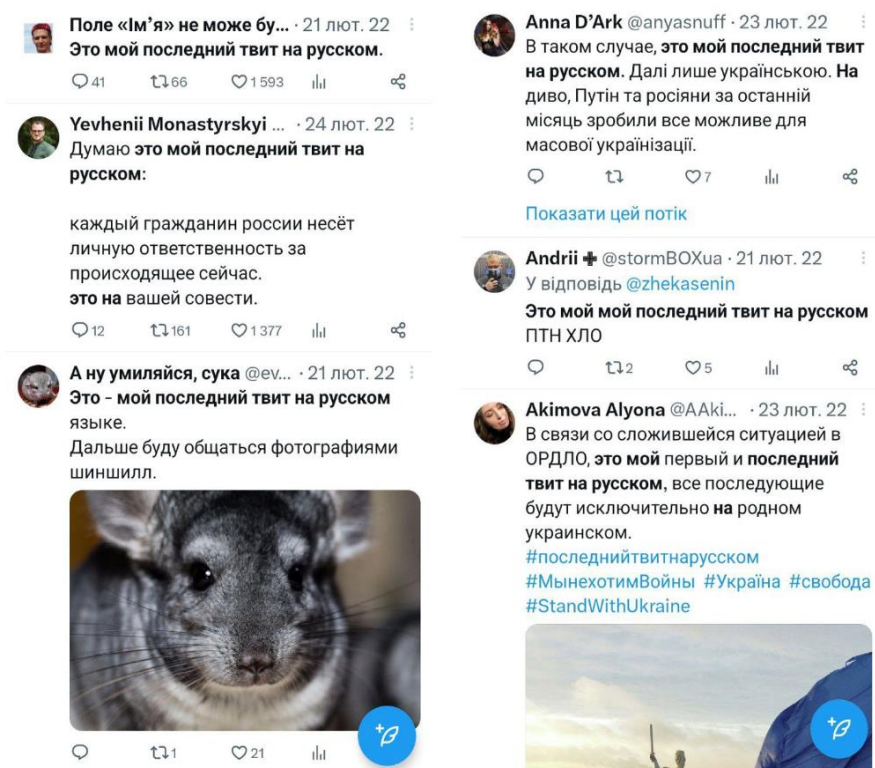 Поле «Ім’я» не може бу... · 21 лют. 22
Это мой последний твит на русском.
41 66 1 593
Yevhenii Monastyrskyi ... · 24 лют. 22
Думаю это мой последний твит на
русском:
каждый гражданин россии несёт
личную ответственность за
происходящее сейчас.
это на вашей совести.
12 161 1 377
А ну умиляйся, сука @ev... · 21 лют. 22
Это - мой последний твит на русском
языке.
Дальше буду общаться фотографиями
шиншилл.
1 21
Anna D’Ark @anyasnuff · 23 лют. 22
В таком случае, это мой последний твит
на русском. Далі лише українською. На
диво, Путін та росіяни за останній
місяць зробили все можливе для
масової українізації.
7
Показати цей потік
Andrii @stormBOXua · 21 лют. 22
У відповідь @zhekasenin
Это мой мой последний твит на русском
ПТН ХЛО
2 5
Akimova Alyona @AAki... · 23 лют. 22
В связи со сложившейся ситуацией в
ОРДЛО, это мой первый и последний
твит на русском, все последующие
будут исключительно на родном
украинском.
#последнийтвитнарусском
#МынехотимВойны #Україна #свобода
#StandWithUkraine